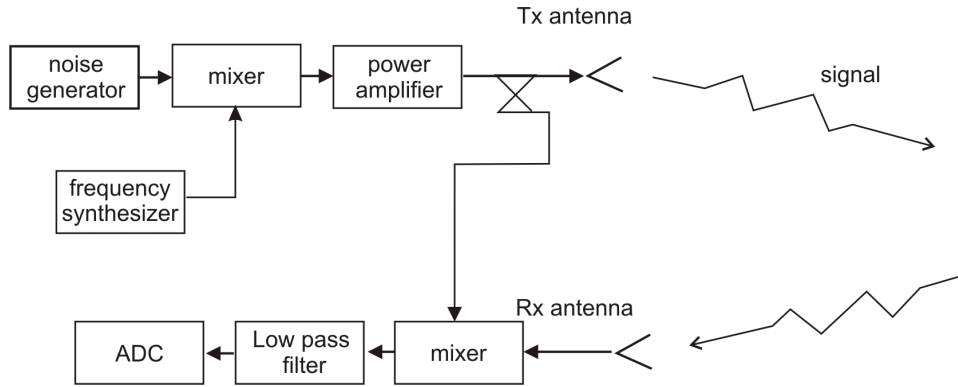 Tx antenna
noise
generator
mixer
power
amplifier
signal
frequency
synthesizer
Rx antenna
ADC
Low pass
filter
mixer